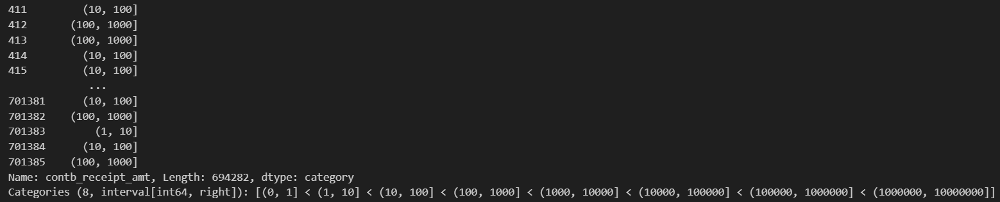 411         (10, 100]
412       (100, 1000]
413       (100, 1000]
414         (10, 100]
415         (10, 100]
             ...
701381      (10, 100]
701382    (100, 1000]
701383        (1, 10]
701384      (10, 100]
701385    (100, 1000]
Name: contb_receipt_amt, Length: 694282, dtype: category
Categories (8, interval[int64, right]): [(0, 1] < (1, 10] < (10, 100] < (100, 1000] < (1000, 10000] < (10000, 100000] < (100000, 1000000] < (1000000, 10000000]]